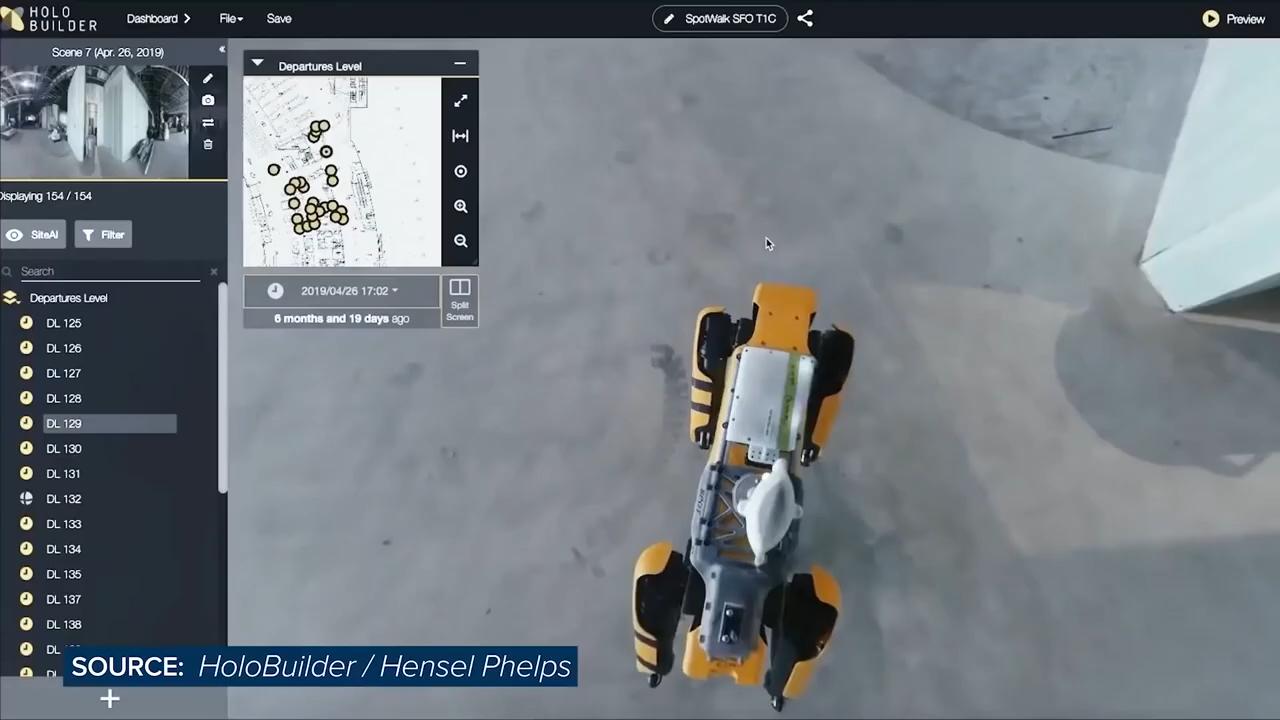 HOLO
BUILDER
Dashboard
File
Save
SpotWalk SFO T1C
Preview
Scene 7 (Apr. 26, 2019)
Displaying 154 / 154
SiteAI
Filter
Search
Departures Level
DL 125
DL 126
DL 127
DL 128
DL 129
DL 130
DL 131
DL 132
DL 133
DL 134
DL 135
DL 137
DL 138
Departures Level
2019/04/26 17:02
Split
Screen
6 months and 19 days ago
SOURCE: HoloBuilder / Hensel Phelps